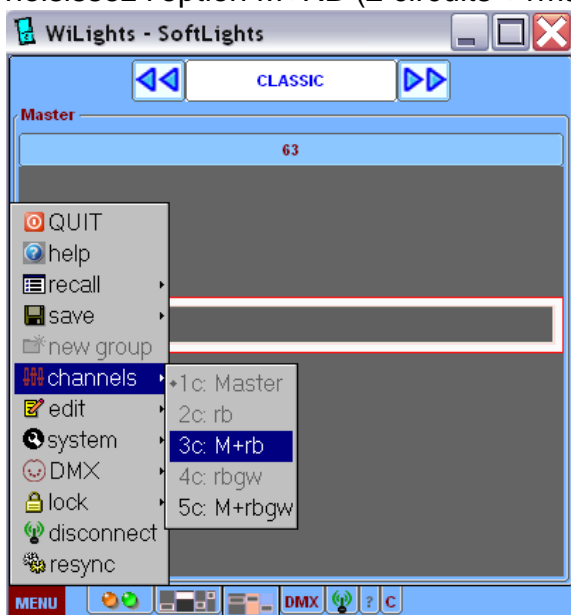 WiLights - SoftLights
CLASSIC
Master
63
QUIT
help
recall
save
new group
channels
edit
system
DMX
lock
disconnect
resync
1c: Master
2c: rb
3c: M+rb
4c: rbgw
5c: M+rbgw
MENU DMX ? C